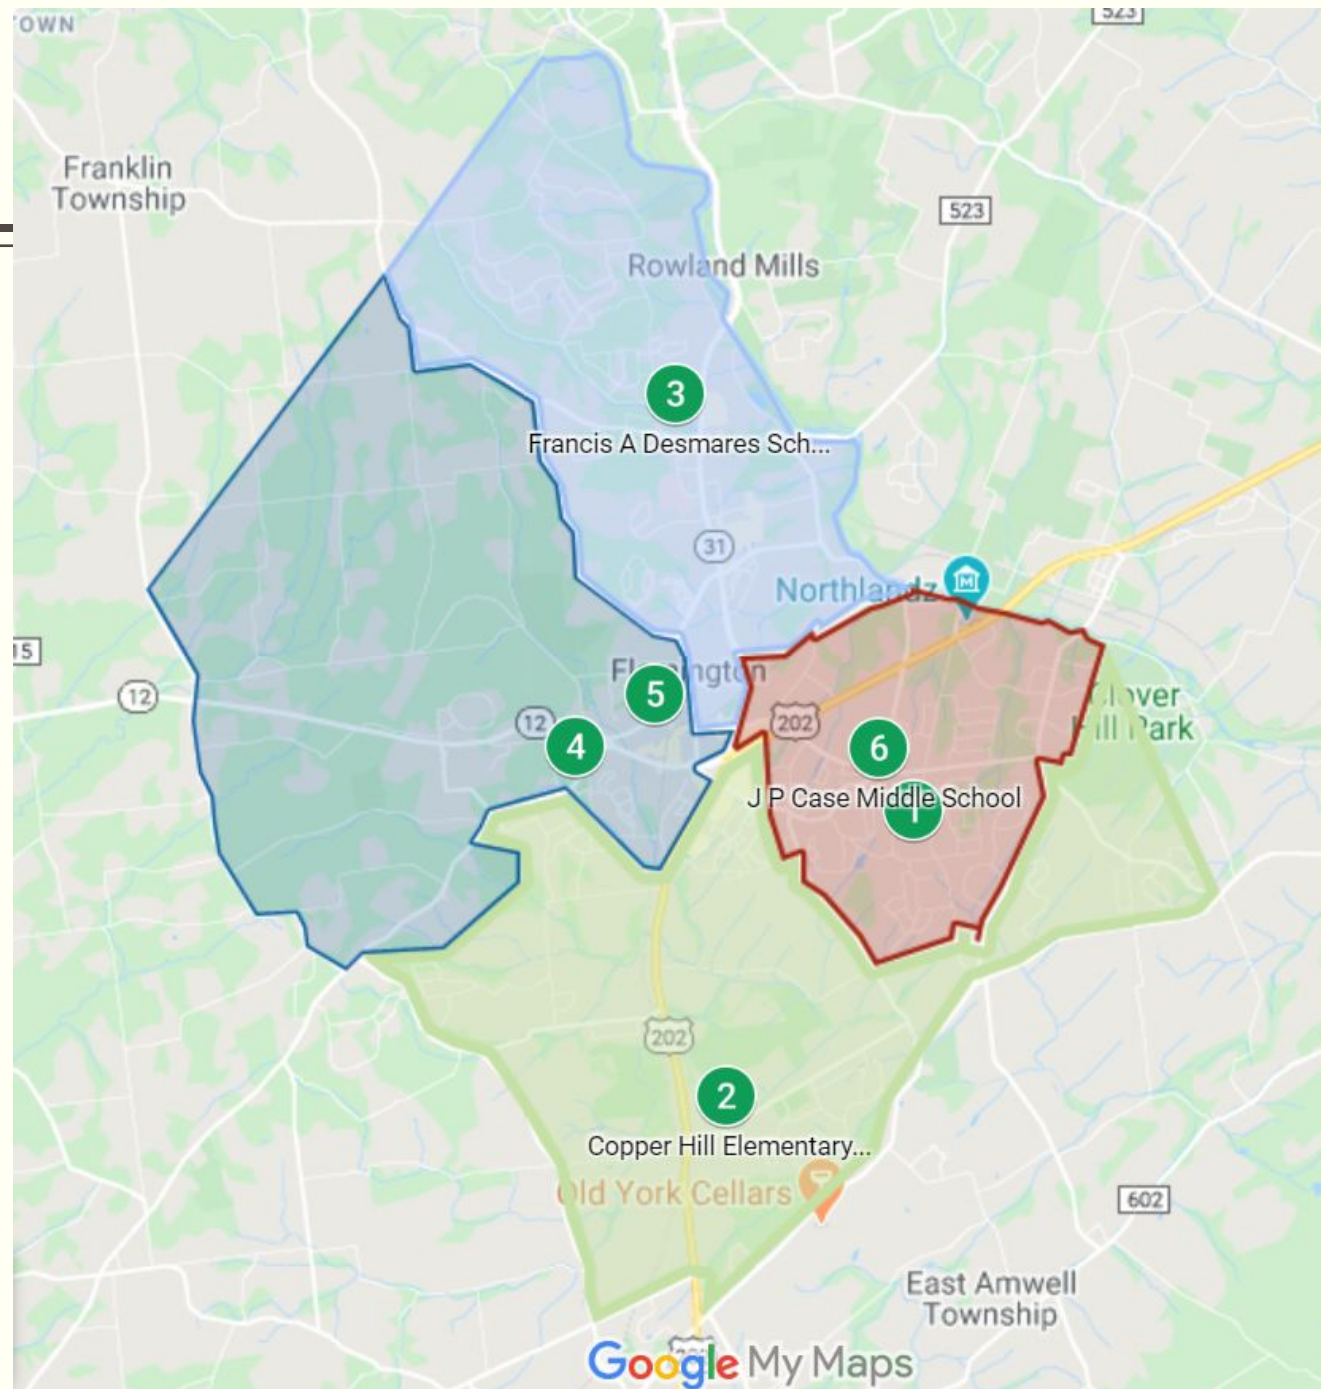 OWN
523
Franklin
Township
523
Rowland Mills
3
Francis A Desmares Sch...
31
Northlandz
15
12
5
12
4
202
6
J P Case Middle School
1
202
2
Copper Hill Elementary...
Old York Cellars
602
East Amwell
Township
Google My Maps